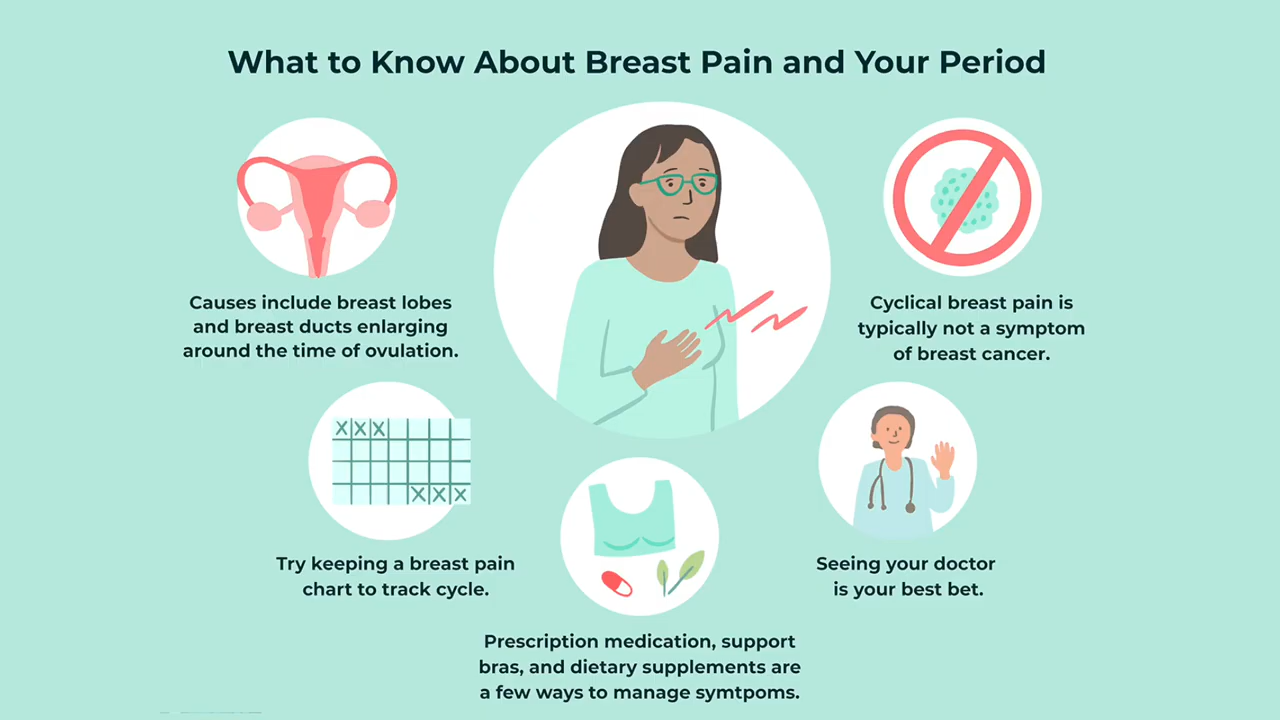 What to Know About Breast Pain and Your Period
Causes include breast lobes
and breast ducts enlarging
around the time of ovulation.
Cyclical breast pain is
typically not a symptom
of breast cancer.
X X X
X X X
Try keeping a breast pain
chart to track cycle.
Prescription medication, support
bras, and dietary supplements are
a few ways to manage symtpoms.
Seeing your doctor
is your best bet.